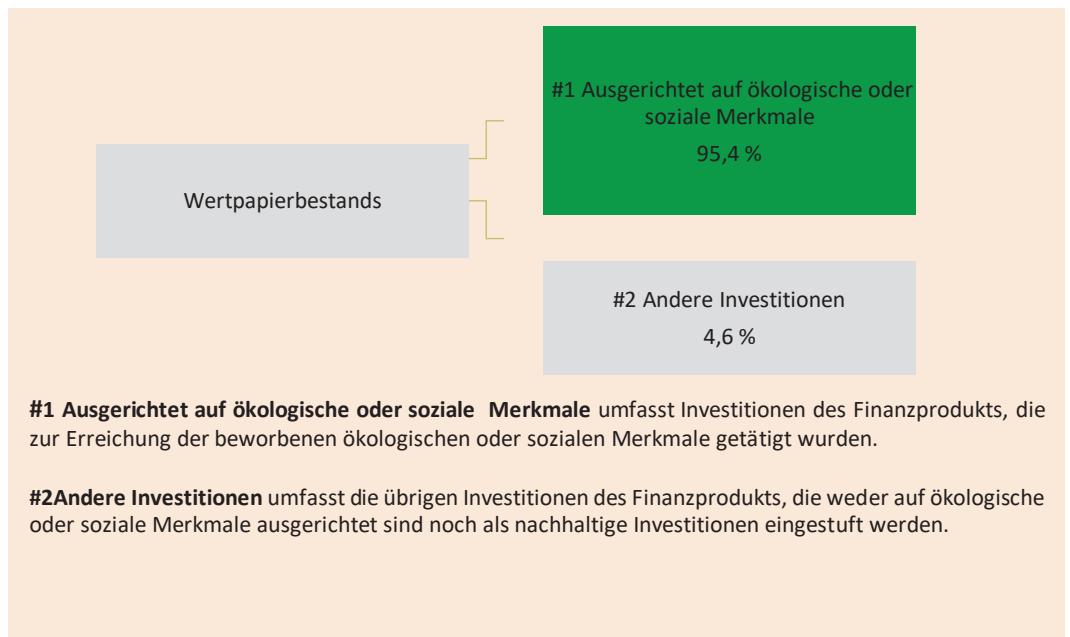 #1 Ausgerichtet auf ökologische oder
soziale Merkmale
95,4 %
Wertpapierbestands
#2 Andere Investitionen
4,6 %
#1 Ausgerichtet auf ökologische oder soziale Merkmale umfasst Investitionen des Finanzprodukts, die
zur Erreichung der beworbenen ökologischen oder sozialen Merkmale getätigt wurden.
#2Andere Investitionen umfasst die übrigen Investitionen des Finanzprodukts, die weder auf ökologische
oder soziale Merkmale ausgerichtet sind noch als nachhaltige Investitionen eingestuft werden.